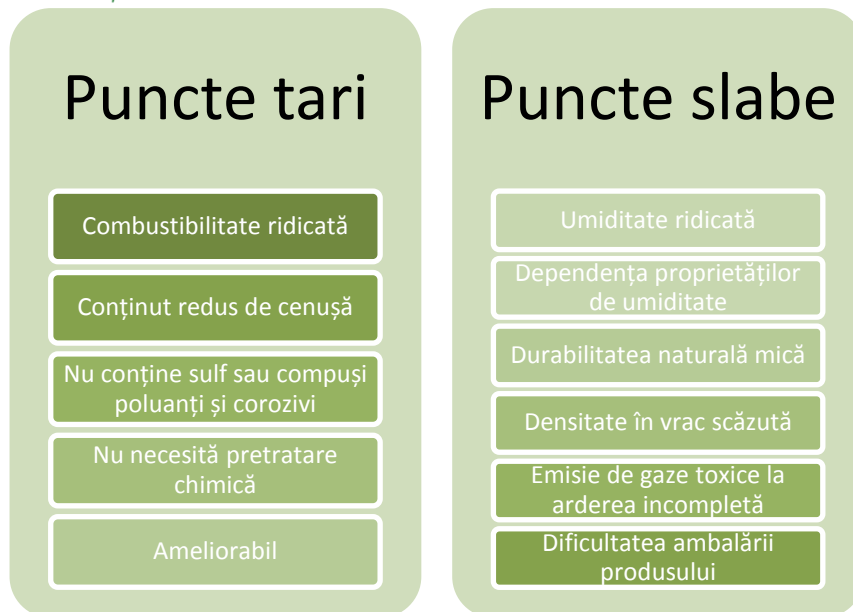 Puncte tari
Combustibilitate ridicată
Conținut redus de cenușă
Nu conține sulf sau compuși
poluanți și corozivi
Nu necesită pretratare
chimică
Ameliorabil
Puncte slabe
Umiditate ridicată
Dependența proprietăților
de umiditate
Durabilitatea naturală mică
Densitate în vrac scăzută
Emisie de gaze toxice la
arderea incompletă
Dificultatea ambalării
produsului